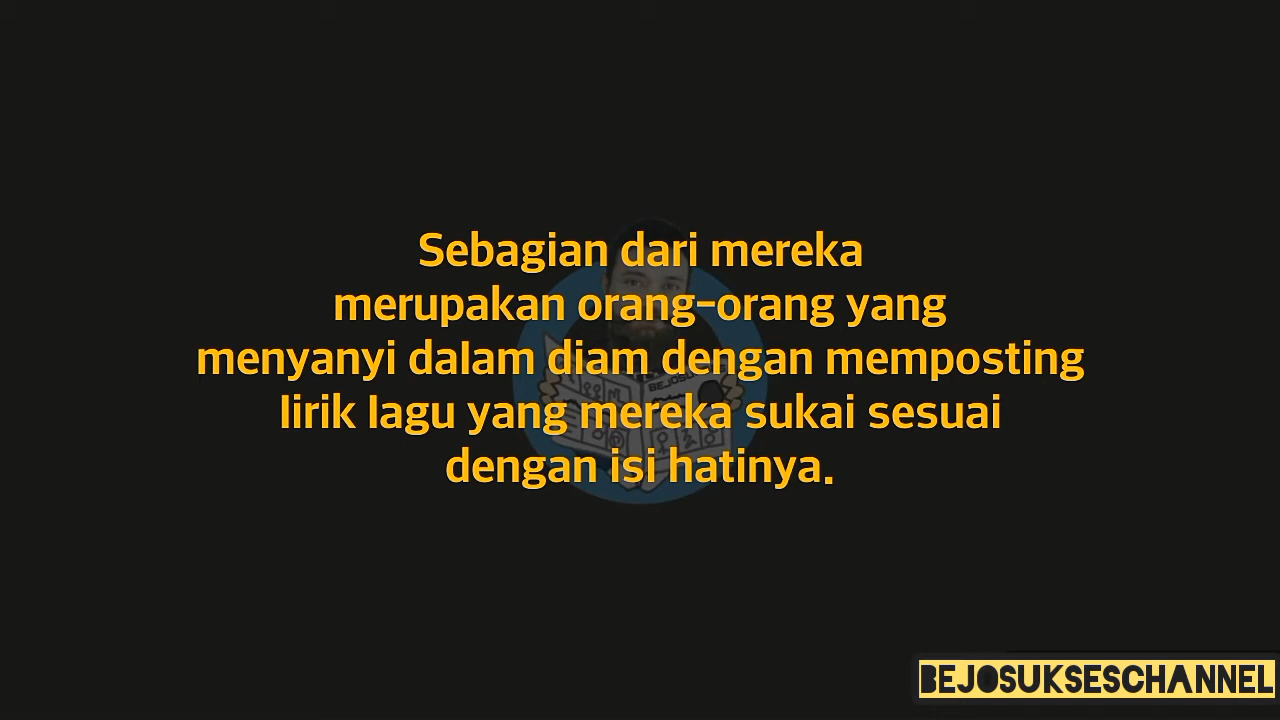 Sebagian dari mereka
merupakan orang-orang yang
menyanyi dalam diam dengan memposting
lirik lagu yang mereka sukai sesuai
dengan isi hatinya.
BEJOSUKSESCHANNEL